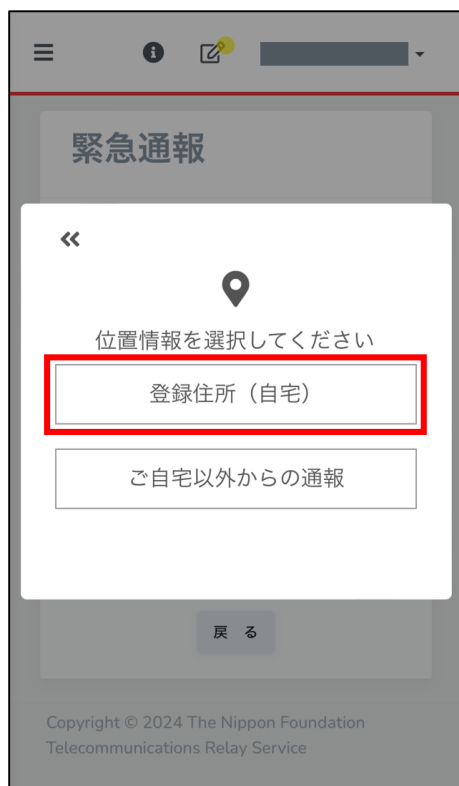 緊急通報
位置情報を選択してください
登録住所（自宅）
ご自宅以外からの通報
戻 る
Copyright © 2024 The Nippon Foundation
Telecommunications Relay Service